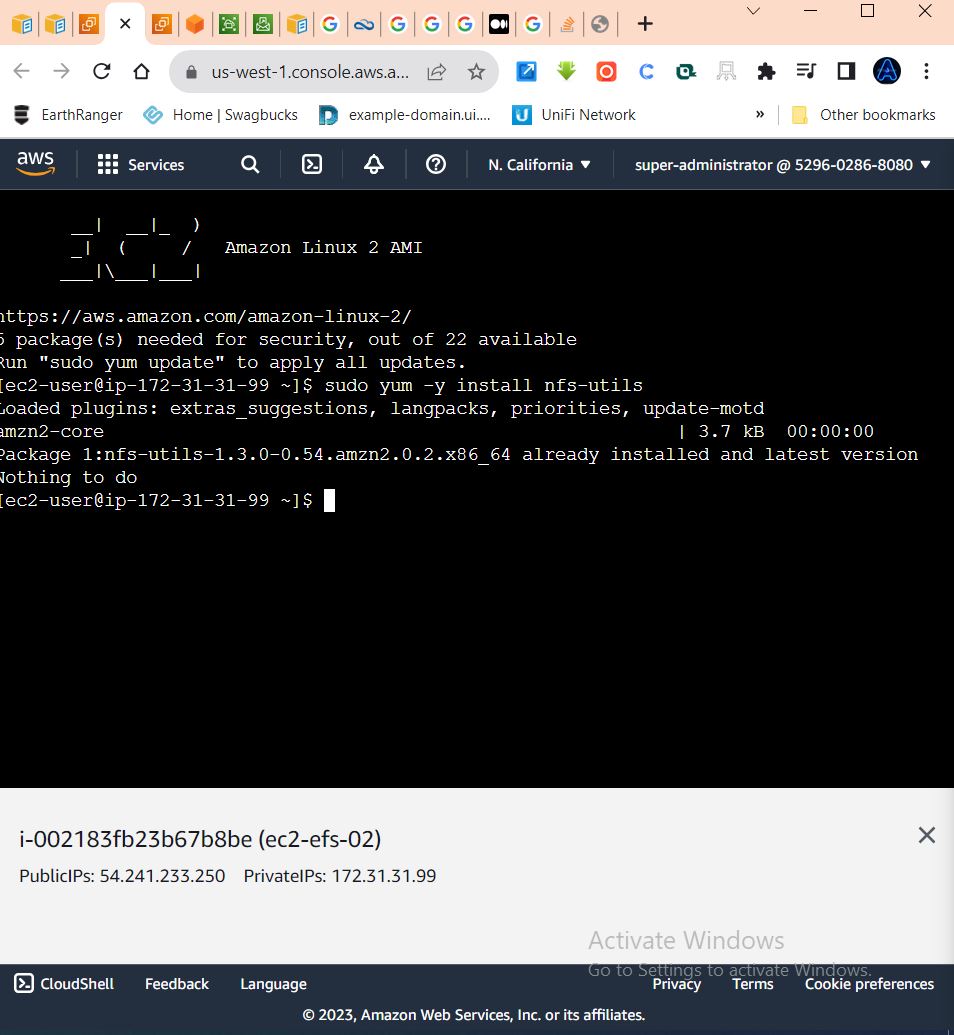 us-west-1.console.aws.a...
EarthRanger
Home | Swagbucks
example-domain.ui....
UniFi Network
»
Other bookmarks
aws
Services
N. California
super-administrator @ 5296-0286-8080
__|  __|_  )
_|  (     /   Amazon Linux 2 AMI
___|\___|___|
https://aws.amazon.com/amazon-linux-2/
5 package(s) needed for security, out of 22 available
Run "sudo yum update" to apply all updates.
[ec2-user@ip-172-31-31-99 ~]$ sudo yum -y install nfs-utils
Loaded plugins: extras_suggestions, langpacks, priorities, update-motd
amzn2-core | 3.7 kB 00:00:00
Package 1:nfs-utils-1.3.0-0.54.amzn2.0.2.x86_64 already installed and latest version
Nothing to do
[ec2-user@ip-172-31-31-99 ~]$
i-002183fb23b67b8be (ec2-efs-02)
PublicIPs: 54.241.233.250 PrivateIPs: 172.31.31.99
Activate Windows
Go to Settings to activate Windows.
CloudShell Feedback Language Privacy Terms Cookie preferences
© 2023, Amazon Web Services, Inc. or its affiliates.